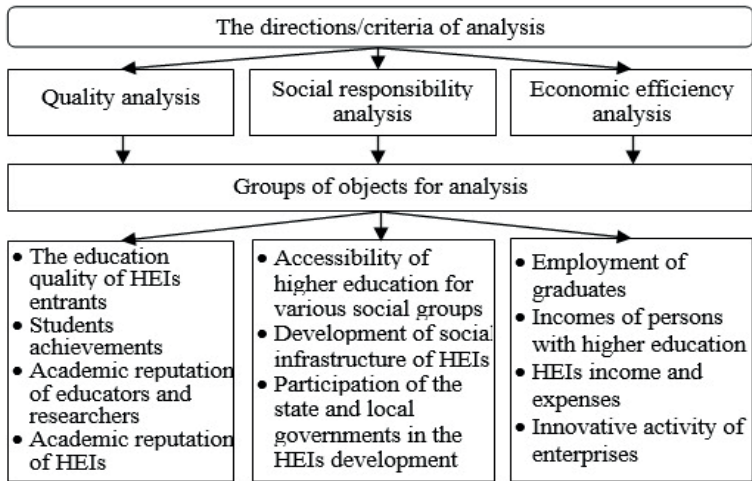 The directions/criteria of analysis
Quality analysis
Social responsibility
analysis
Economic efficiency
analysis
Groups of objects for analysis
• The education
quality of HEIs
entrants
• Students
achievements
• Academic reputation
of educators and
researchers
• Academic reputation
of HEIs
• Accessibility of
higher education for
various social groups
• Development of social
infrastructure of HEIs
• Participation of the
state and local
governments in the
HEIs development
• Employment of
graduates
• Incomes of persons
with higher education
• HEIs income and
expenses
• Innovative activity of
enterprises